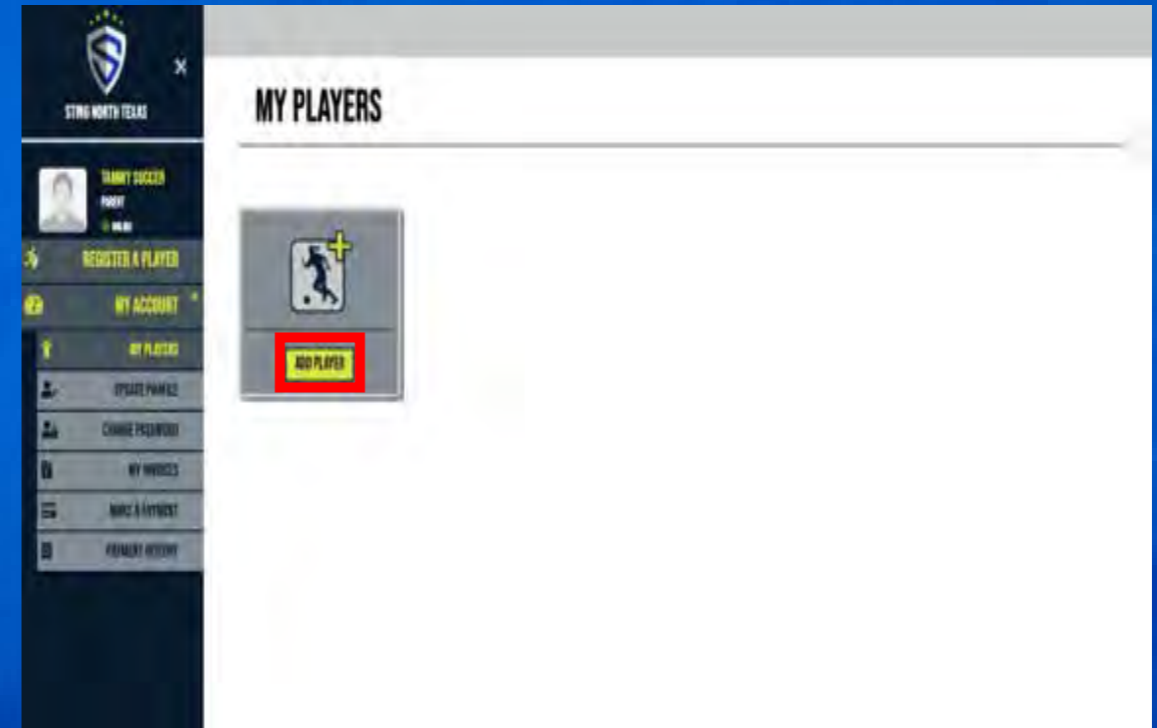 STING NORTH TEXAS
×
MY PLAYERS
TAMMY SOCCER
PARENT
REGISTER A PLAYER
MY ACCOUNT
MY PLAYERS
UPDATE PROFILE
CHANGE PASSWORD
MY INVOICES
MAKE A PAYMENT
PAYMENT HISTORY
ADD PLAYER